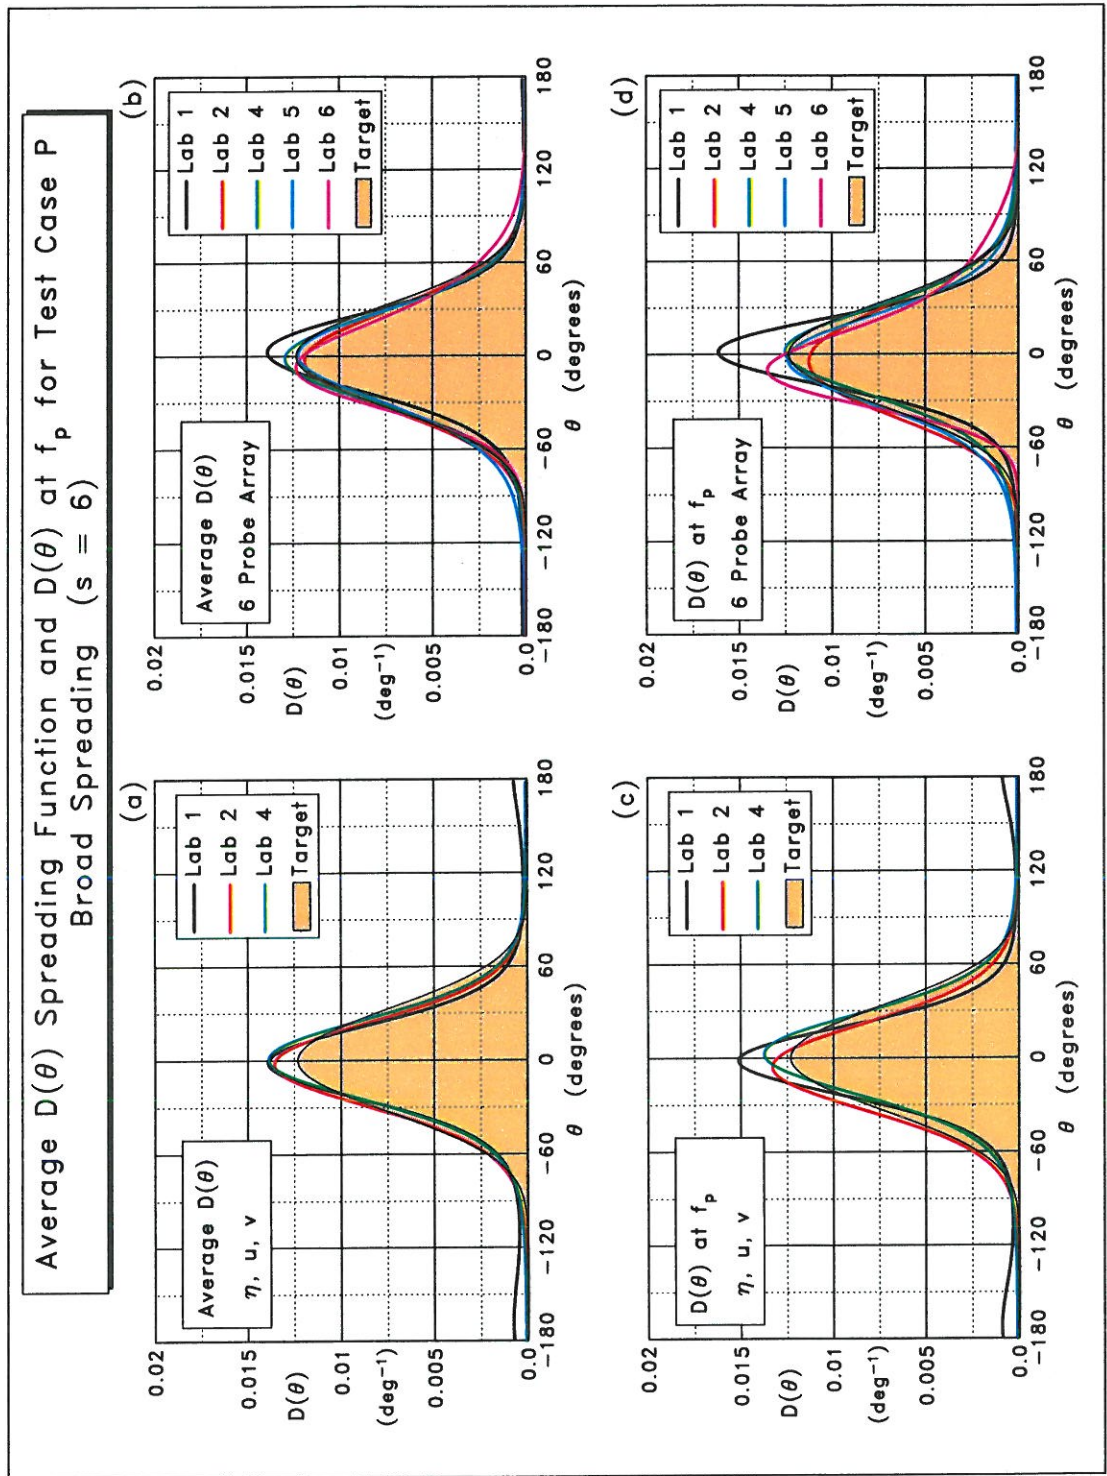 Average D(θ) Spreading Function and D(θ) at fp for Test Case P
Broad Spreading (s = 6)
(a)
0.02
0.015
D(θ)
0.01
(deg⁻¹)
0.005
0.0
Average D(θ)
η, u, v
Lab 1
Lab 2
Lab 4
Target
-180 -120 -60 0 60 120 180
θ (degrees)
(b)
0.02
0.015
D(θ)
0.01
(deg⁻¹)
0.005
0.0
Average D(θ)
6 Probe Array
Lab 1
Lab 2
Lab 4
Lab 5
Lab 6
Target
-180 -120 -60 0 60 120 180
θ (degrees)
(c)
0.02
0.015
D(θ)
0.01
(deg⁻¹)
0.005
0.0
D(θ) at fp
η, u, v
Lab 1
Lab 2
Lab 4
Target
-180 -120 -60 0 60 120 180
θ (degrees)
(d)
0.02
0.015
D(θ)
0.01
(deg⁻¹)
0.005
0.0
D(θ) at fp
6 Probe Array
Lab 1
Lab 2
Lab 4
Lab 5
Lab 6
Target
-180 -120 -60 0 60 120 180
θ (degrees)